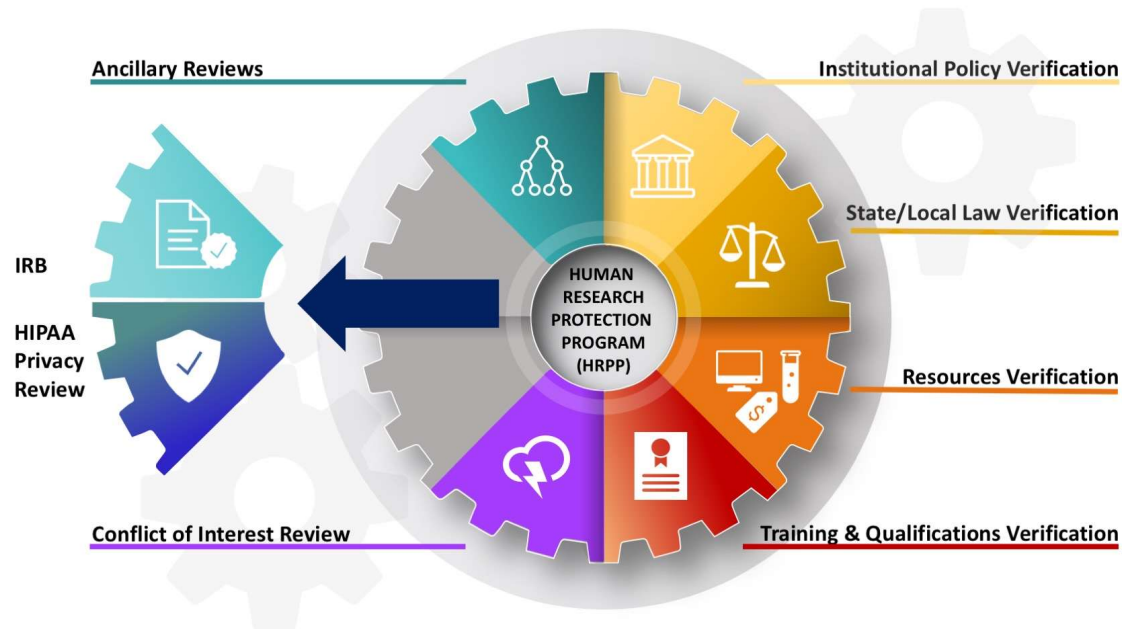 Ancillary Reviews
Institutional Policy Verification
State/Local Law Verification
IRB
HIPAA
Privacy
Review
HUMAN
RESEARCH
PROTECTION
PROGRAM
(HRPP)
Resources Verification
$
Conflict of Interest Review
Training & Qualifications Verification